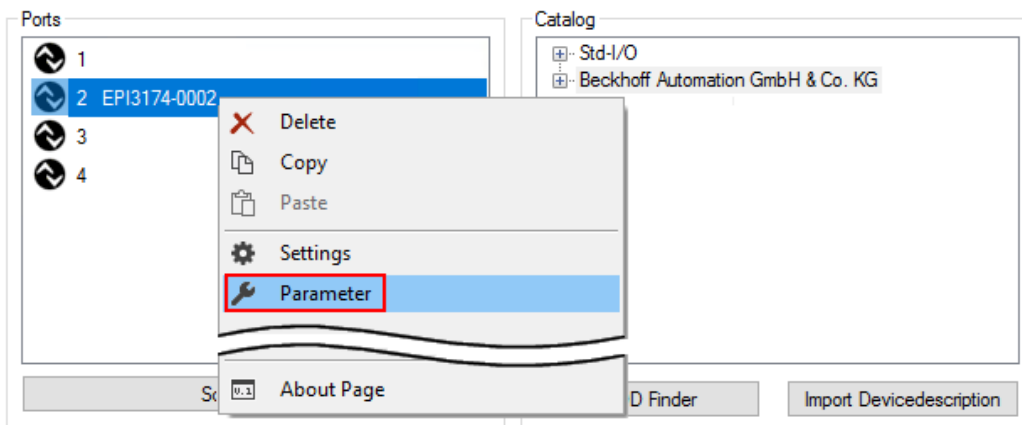 Ports
1
2 EPI3174-0002
3
4
Delete
Copy
Paste
Settings
Parameter
About Page
Catalog
Std-I/O
Beckhoff Automation GmbH & Co. KG
D Finder
Import Devicedescription